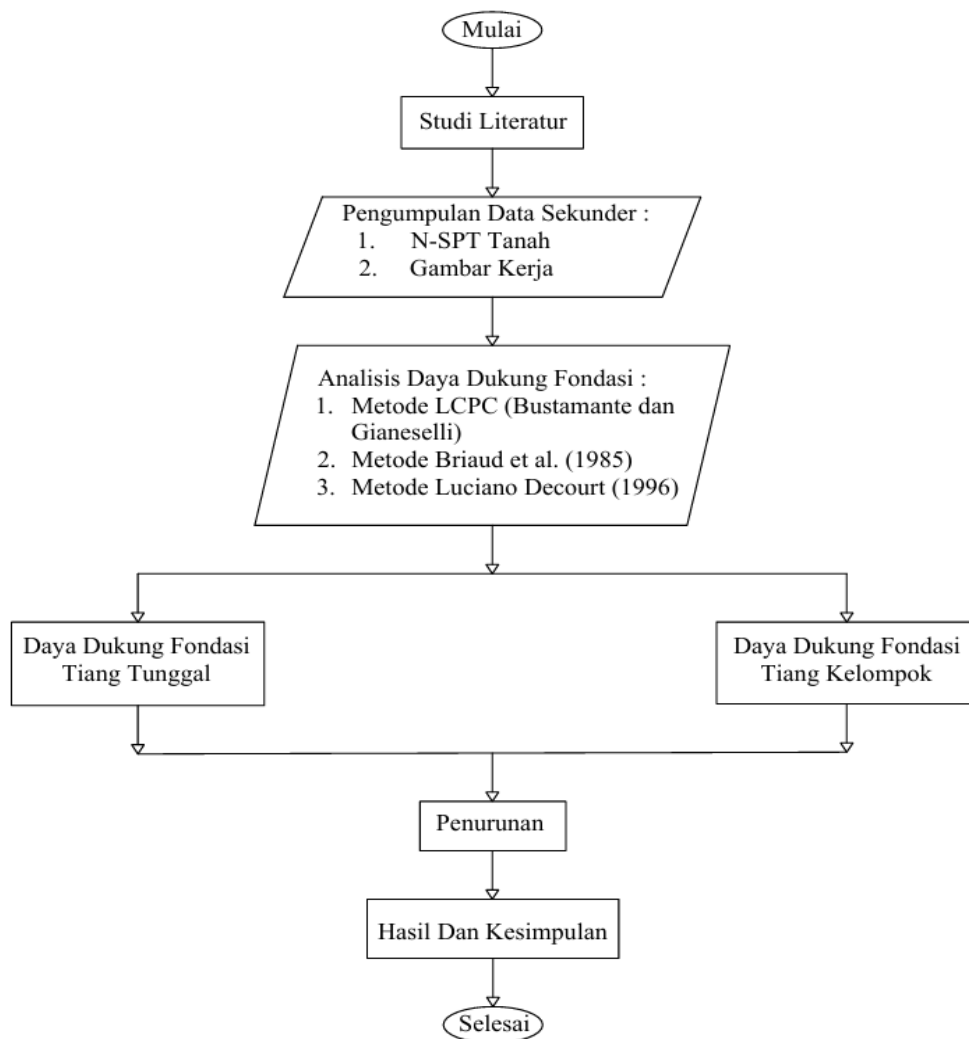 Mulai
Studi Literatur
Pengumpulan Data Sekunder :
1. N-SPT Tanah
2. Gambar Kerja
Analisis Daya Dukung Fondasi :
1. Metode LCPC (Bustamante dan
Gianeselli)
2. Metode Briaud et al. (1985)
3. Metode Luciano Decourt (1996)
Daya Dukung Fondasi
Tiang Tunggal
Daya Dukung Fondasi
Tiang Kelompok
Penurunan
Hasil Dan Kesimpulan
Selesai